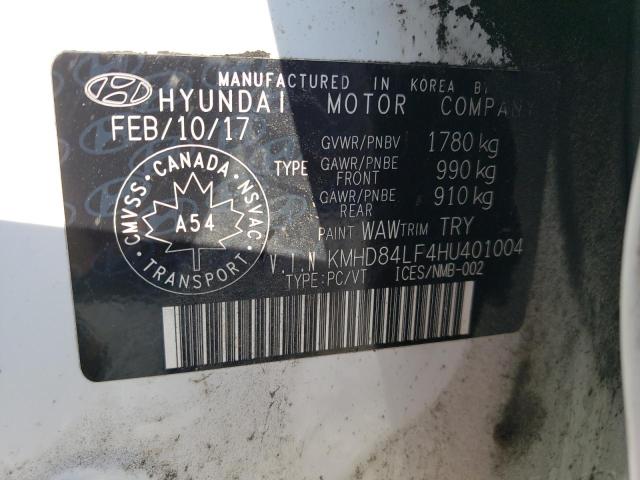 MANUFACTURED IN KOREA BY
HYUNDAI MOTOR COMPANY
FEB/10/17
GVWR/PNBV 1780 kg
TYPE
GAWR/PNBE FRONT 990 kg
GAWR/PNBE REAR 910 kg
CMVSS · CANADA · NSVAC
A54
TRANSPORT
PAINT WAW TRIM TRY
V.I.N KMHD84LF4HU401004
TYPE:PC/VT ICES/NMB-002